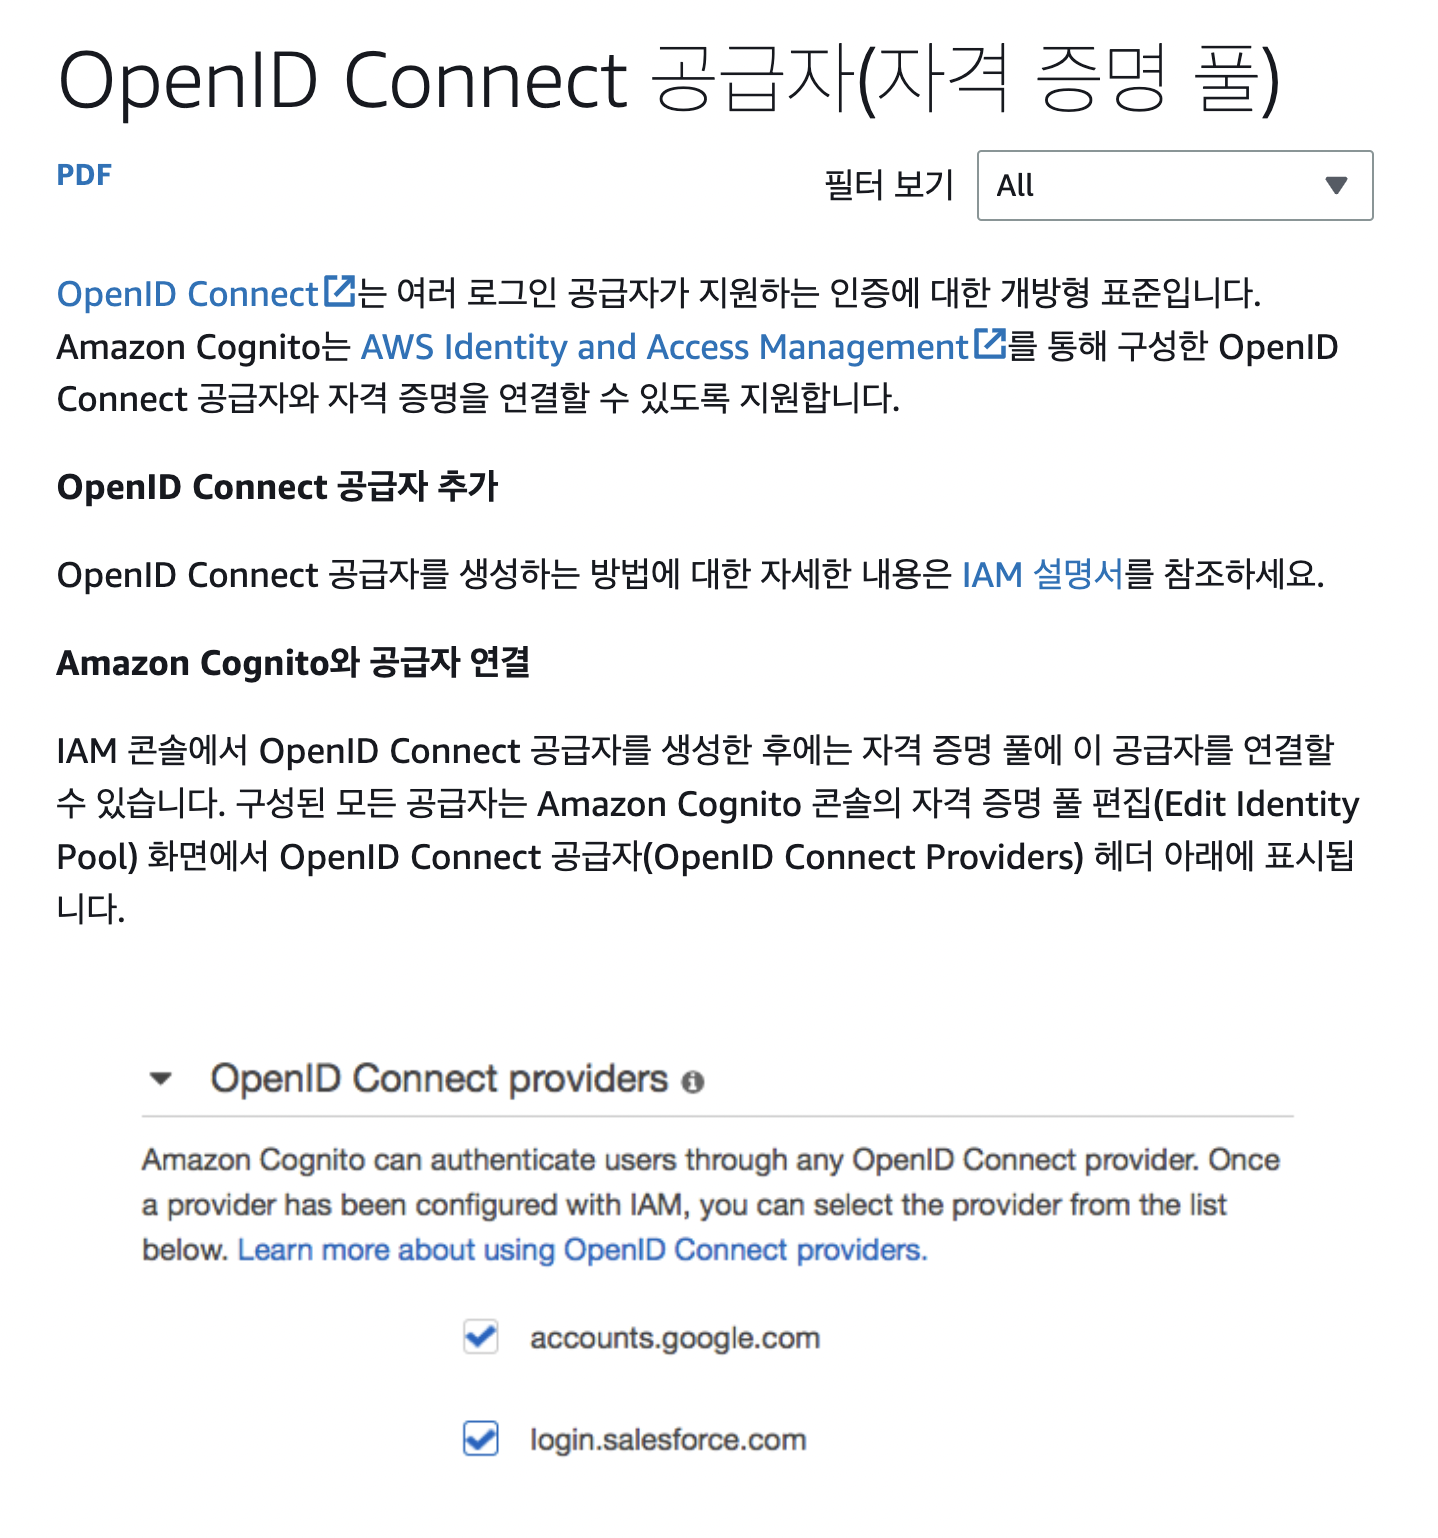 OpenID Connect 공급자(자격 증명 풀)
PDF
필터 보기 All
OpenID Connect는 여러 로그인 공급자가 지원하는 인증에 대한 개방형 표준입니다.
Amazon Cognito는 AWS Identity and Access Management를 통해 구성한 OpenID
Connect 공급자와 자격 증명을 연결할 수 있도록 지원합니다.
OpenID Connect 공급자 추가
OpenID Connect 공급자를 생성하는 방법에 대한 자세한 내용은 IAM 설명서를 참조하세요.
Amazon Cognito와 공급자 연결
IAM 콘솔에서 OpenID Connect 공급자를 생성한 후에는 자격 증명 풀에 이 공급자를 연결할
수 있습니다. 구성된 모든 공급자는 Amazon Cognito 콘솔의 자격 증명 풀 편집(Edit Identity
Pool) 화면에서 OpenID Connect 공급자(OpenID Connect Providers) 헤더 아래에 표시됩
니다.
OpenID Connect providers
Amazon Cognito can authenticate users through any OpenID Connect provider. Once
a provider has been configured with IAM, you can select the provider from the list
below. Learn more about using OpenID Connect providers.
accounts.google.com
login.salesforce.com